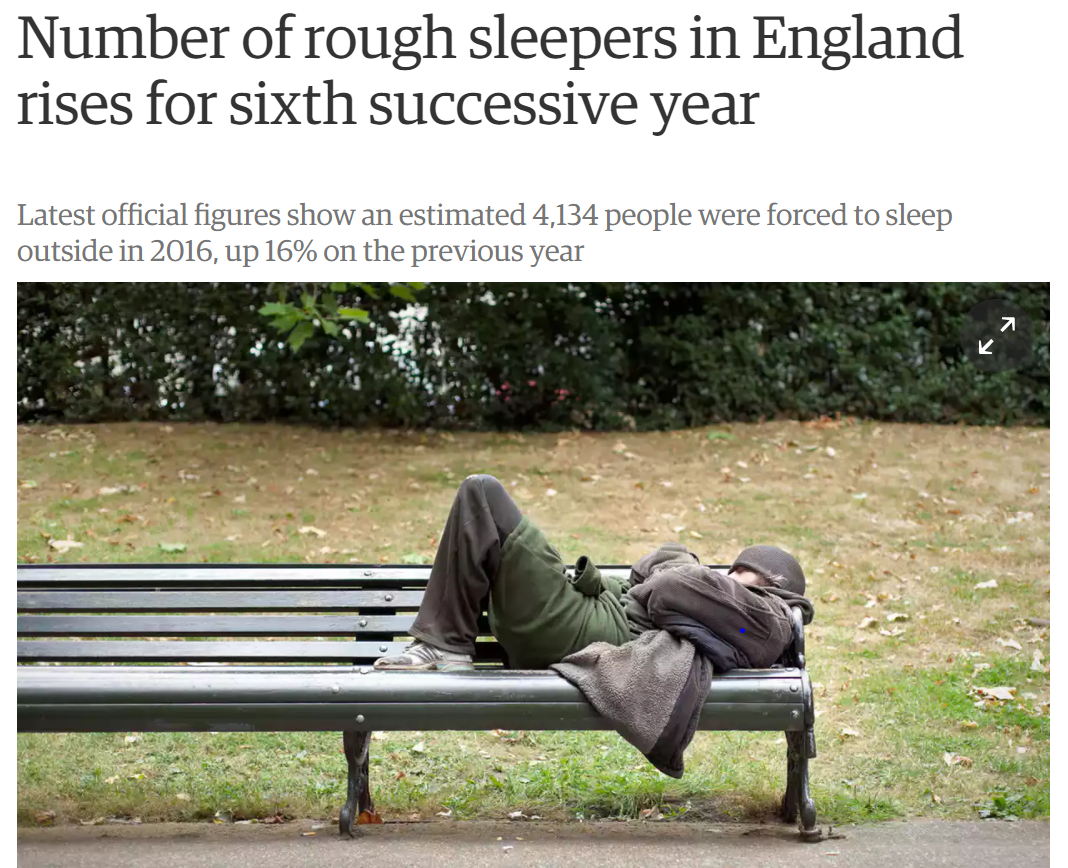 Number of rough sleepers in England
rises for sixth successive year
Latest official figures show an estimated 4,134 people were forced to sleep
outside in 2016, up 16% on the previous year